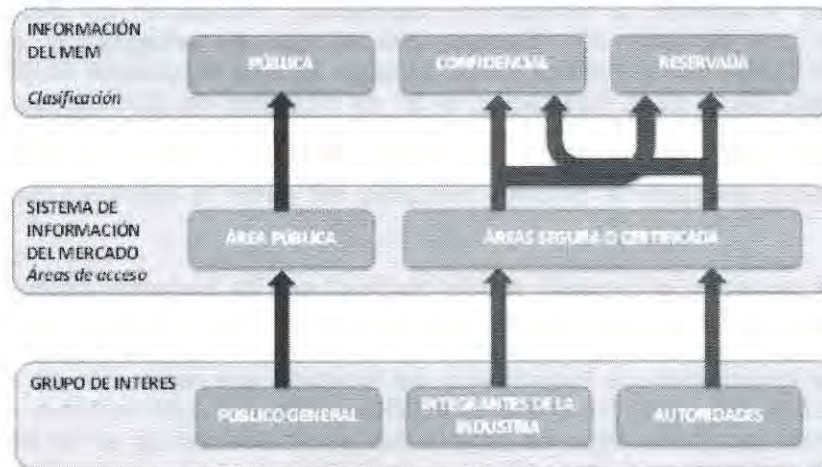 INFORMACIÓN
DEL MEM
Clasificación
PÚBLICA
CONFIDENCIAL
RESERVADA
SISTEMA DE
INFORMACIÓN
DEL MERCADO
Áreas de acceso
ÁREA PÚBLICA
ÁREAS SEGURA O CERTIFICADA
GRUPO DE INTERES
PÚBLICO GENERAL
INTEGRANTES DE LA
INDUSTRIA
AUTORIDADES